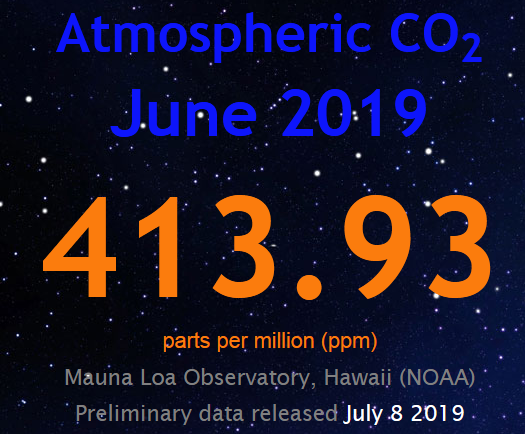 Atmospheric CO₂
June 2019
413.93
parts per million (ppm)
Mauna Loa Observatory, Hawaii (NOAA)
Preliminary data released July 8 2019